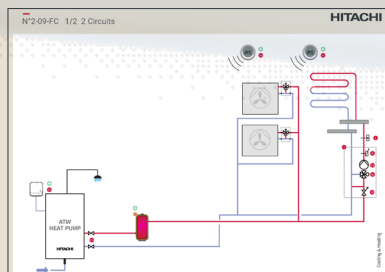 N°2-09-FC 1/2 2 Circuits
HITACHI
ATW
HEAT PUMP
HITACHI
Cooling & Heating